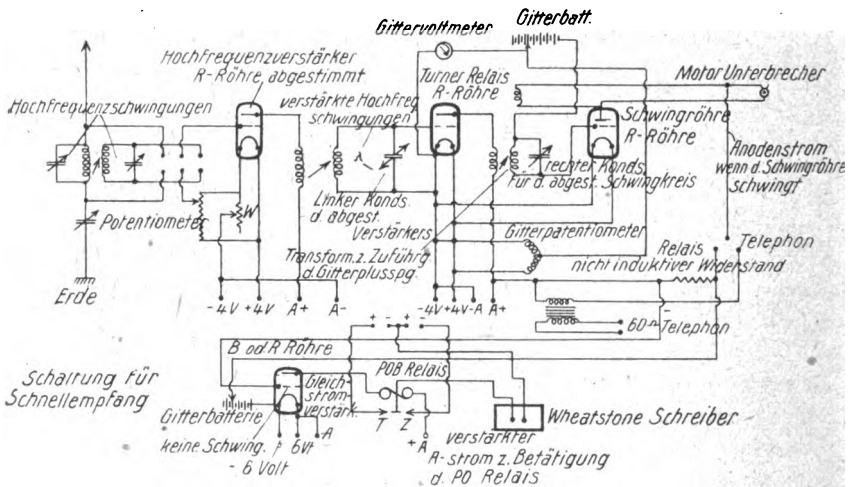 Gittervoltmeter
Gitterbatt.
Hochfrequenzverstärker
R-Röhre, abgestimmt
Turner Relais
R-Röhre
Motor Unterbrecher
Hochfrequenzschwingungen
verstärkte Hochfreq.
schwingungen
Schwingröhre
R-Röhre
Anodenstrom
wenn d. Schwingröhre
schwingt
λ
rechter Konds.
Für d. abgest. Schwingkreis
Linker Konds.
d. abgest.
Verstärkers
W
Potentiometer
Gitterpotentiometer
Transform. z. Zuführg.
d. Gitterplusspg.
Relais
nicht induktiver Widerstand
Telephon
Erde
-4V +4V A+ A-
-4V +4V -A A+
60Ω Telephon
+ - + -
B od. R Röhre
POB Relais
Schaltung für
Schnellempfang
Gleich-
strom-
verstärk.
Gitterbatterie
T Z
+A
Wheatstone Schreiber
keine Schwing.
- 6 Volt
6Vt
-A
verstärkter
A-strom z. Betätigung
d. PO Relais